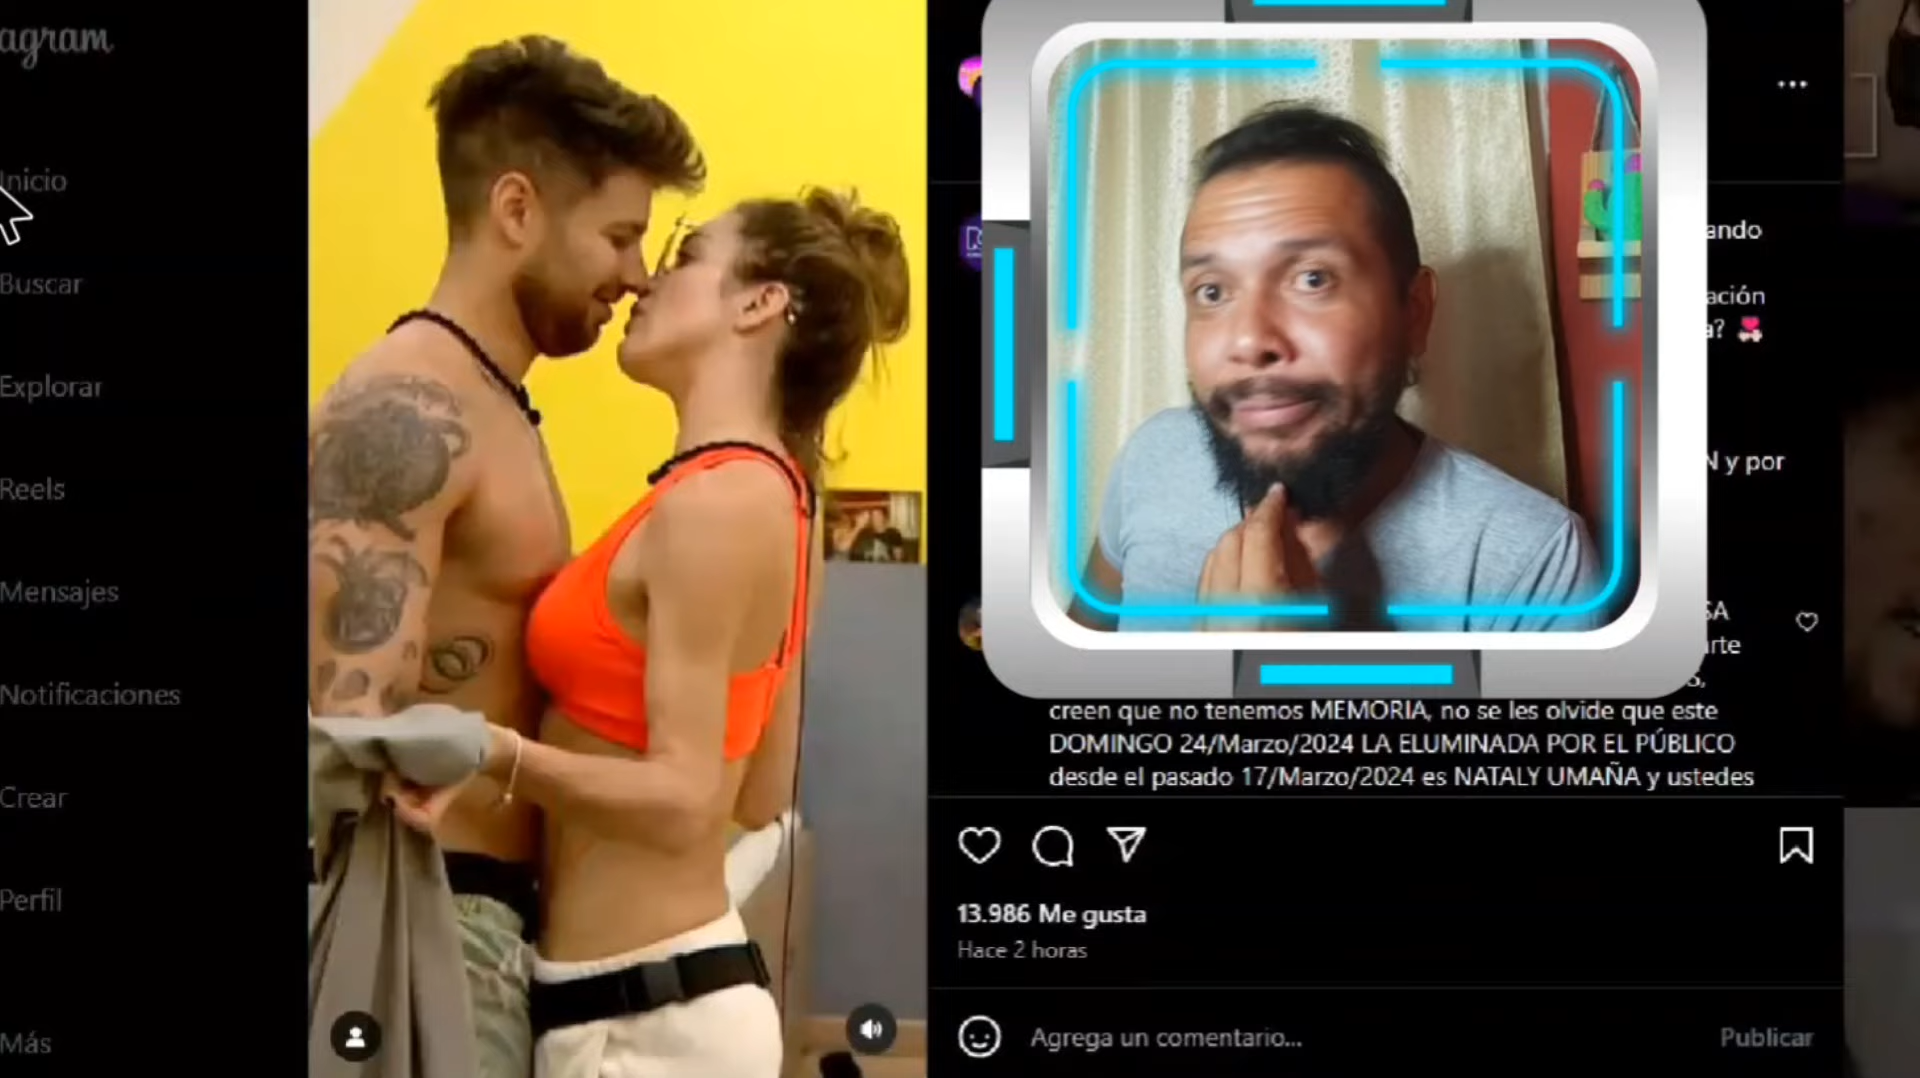 agram
Inicio
Buscar
Explorar
Reels
Mensajes
Notificaciones
Crear
Perfil
Más
ando
ación
a?
N y por
SA
arte
s,
creen que no tenemos MEMORIA, no se les olvide que este
DOMINGO 24/Marzo/2024 LA ELUMINADA POR EL PÚBLICO
desde el pasado 17/Marzo/2024 es NATALY UMAÑA y ustedes
13.986 Me gusta
Hace 2 horas
Agrega un comentario...
Publicar